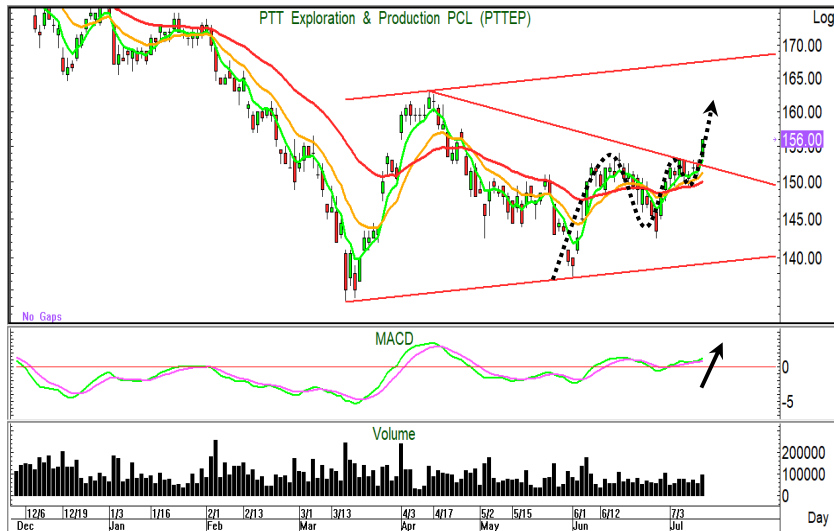 PTT Exploration & Production PCL (PTTEP)
Log
170.00
165.00
160.00
156.00
155.00
150.00
145.00
140.00
No Gaps
MACD
0
-5
Volume
200000
100000
0
12/6 12/19 1/3 1/16 2/1 2/13 3/1 3/13 4/3 4/17 5/2 5/15 6/1 6/12 7/3
Dec Jan Feb Mar Apr May Jun Jul Day